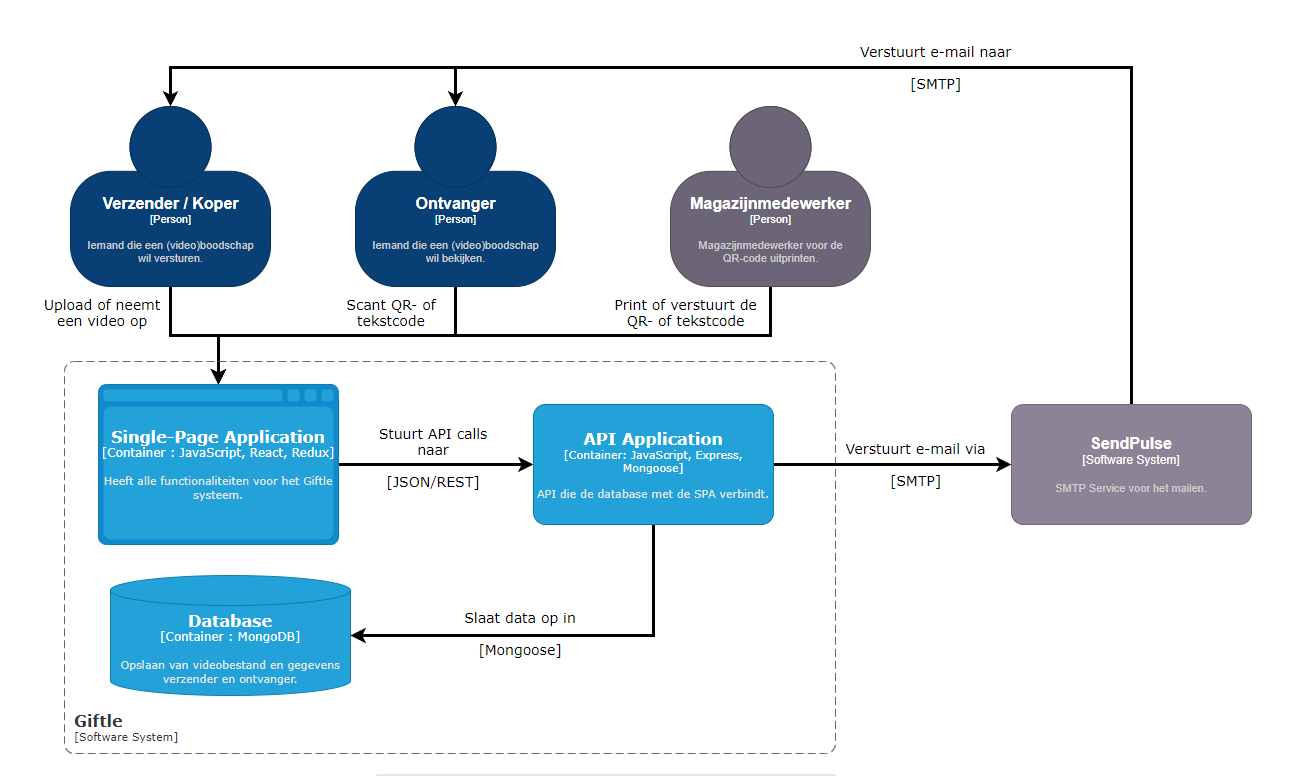 Verstuurt e-mail naar
[SMTP]
Verzender / Koper
[Person]
Iemand die een (video)boodschap
wil versturen.
Ontvanger
[Person]
Iemand die een (video)boodschap
wil bekijken.
Magazijnmedewerker
[Person]
Magazijnmedewerker voor de
QR-code uitprinten.
Upload of neemt
een video op
Scant QR- of
tekstcode
Print of verstuurt de
QR- of tekstcode
Single-Page Application
[Container : JavaScript, React, Redux]
Heeft alle functionaliteiten voor het Giftle
systeem.
Stuurt API calls
naar
[JSON/REST]
API Application
[Container: JavaScript, Express,
Mongoose]
API die de database met de SPA verbindt.
Verstuurt e-mail via
[SMTP]
SendPulse
[Software System]
SMTP Service voor het mailen.
Database
[Container : MongoDB]
Opslaan van videobestand en gegevens
verzender en ontvanger.
Slaat data op in
[Mongoose]
Giftle
[Software System]